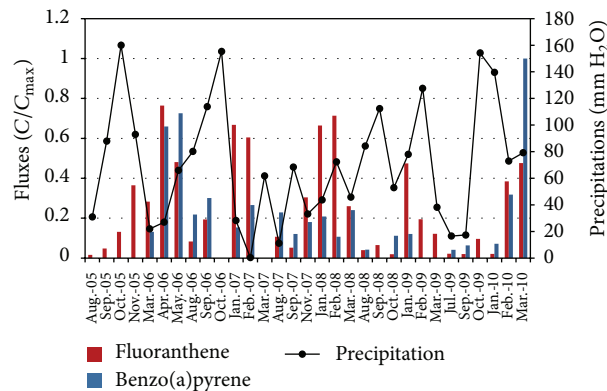 Fluxes (C/Cmax)
1.2
1
0.8
0.6
0.4
0.2
0
180
160
140
120
100
80
60
40
20
0
Precipitations (mm H2O)
Aug.-05
Sep.-05
Oct.-05
Nov.-05
Mar.-06
Apr.-06
May.-06
Aug.-06
Sep.-06
Oct.-06
Jan.-07
Feb.-07
Mar.-07
Aug.-07
Sep.-07
Nov.-07
Jan.-08
Feb.-08
Mar.-08
Aug.-08
Sep.-08
Oct.-08
Jan.-09
Feb.-09
Mar.-09
Jul.-09
Sep.-09
Oct.-09
Jan.-10
Feb.-10
Mar.-10
Fluoranthene
Precipitation
Benzo(a)pyrene